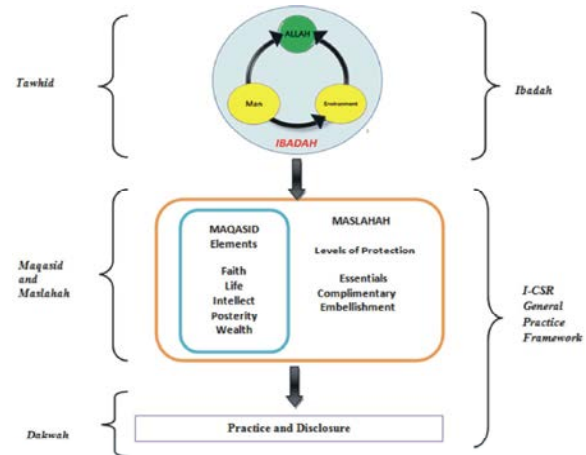 ALLAH
Tawhid
Man
Environment
IBADAH
Ibadah
MAQASID
Elements
Faith
Life
Intellect
Posterity
Wealth
MASLAHAH
Levels of Protection
Essentials
Complimentary
Embellishment
Maqasid
and
Maslahah
I-CSR
General
Practice
Framework
Dakwah
Practice and Disclosure